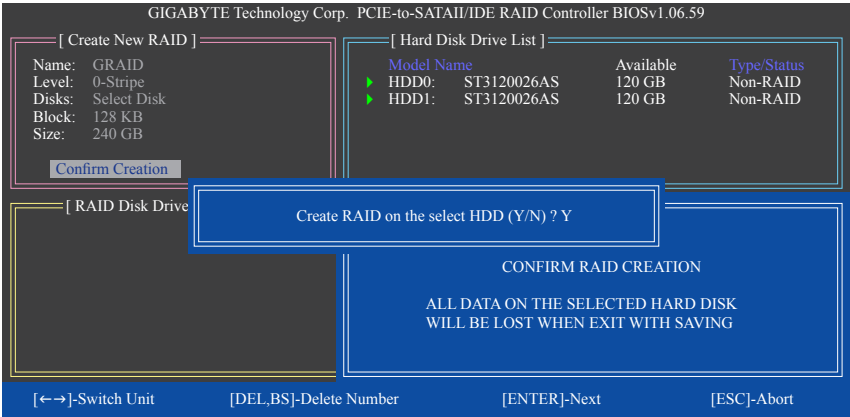 GIGABYTE Technology Corp. PCIE-to-SATAII/IDE RAID Controller BIOSv1.06.59
[ Create New RAID ]
Name: GRAID
Level: 0-Stripe
Disks: Select Disk
Block: 128 KB
Size: 240 GB
Confirm Creation
[ Hard Disk Drive List ]
Model Name Available Type/Status
HDD0: ST3120026AS 120 GB Non-RAID
HDD1: ST3120026AS 120 GB Non-RAID
[ RAID Disk Drive
Create RAID on the select HDD (Y/N) ? Y
CONFIRM RAID CREATION
ALL DATA ON THE SELECTED HARD DISK
WILL BE LOST WHEN EXIT WITH SAVING
[←→]-Switch Unit [DEL,BS]-Delete Number [ENTER]-Next [ESC]-Abort